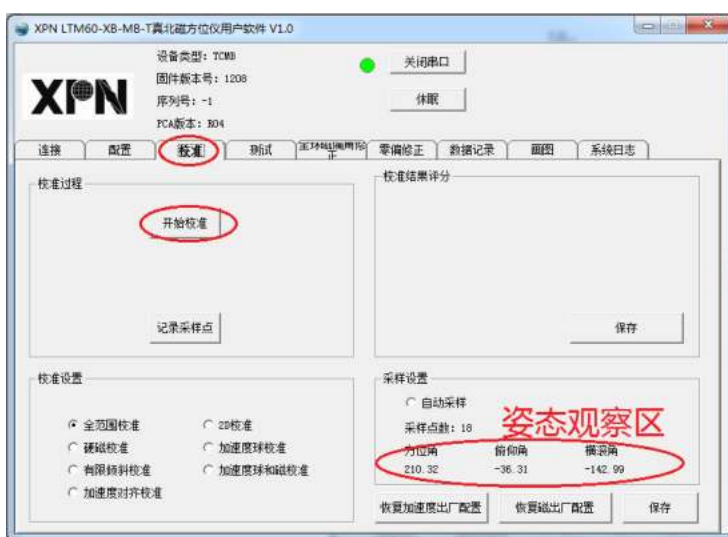 XPN LTM60-XB-MB-T真北磁方位仪用户软件 V1.0
XPN
设备类型: TCMB
固件版本号: 1208
序列号: -1
PCA版本: R04
关闭串口
休眠
连接 配置 校准 测试 零偏修正 数据记录 画图 系统日志
校准过程
开始校准
记录采样点
校准结果评分
保存
校准设置
全范围校准 2D校准
硬磁校准 加速度球校准
有限倾斜校准 加速度球和磁校准
加速度对齐校准
采样设置
自动采样
采样点数: 18
姿态观察区
方位角 俯仰角 横滚角
210.32 -36.31 -142.99
恢复加速度出厂配置 恢复磁出厂配置 保存